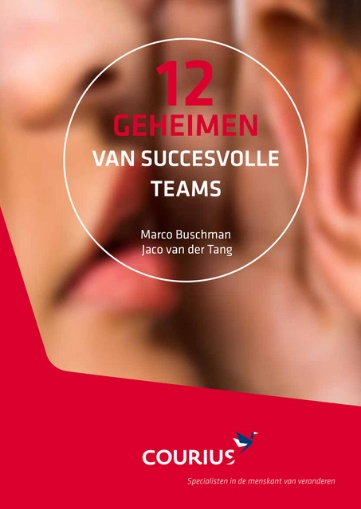 12
GEHEIMEN
VAN SUCCESVOLLE
TEAMS
Marco Buschman
Jaco van der Tang
COURIUS
Specialisten in de menskant van veranderen